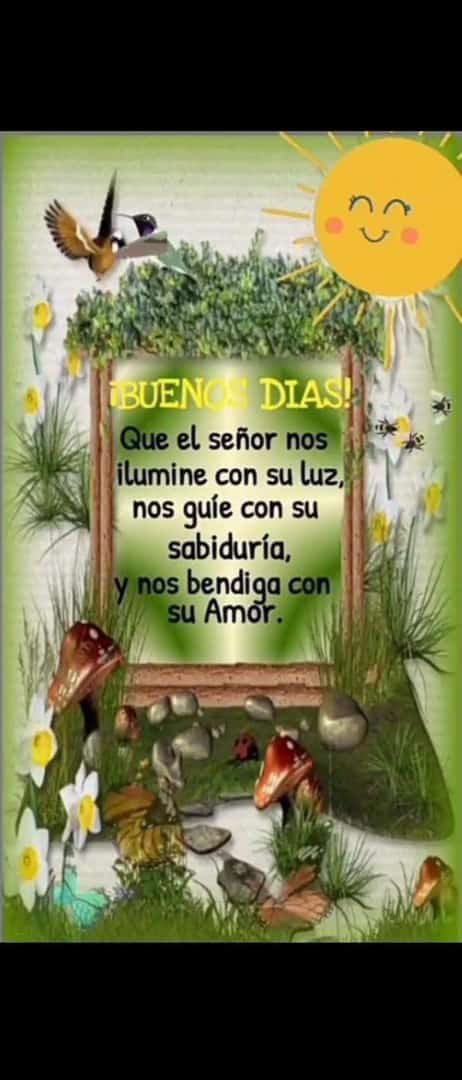 ¡BUENOS DIAS!
Que el señor nos
ilumine con su luz,
nos guíe con su
sabiduría,
y nos bendiga con
su Amor.